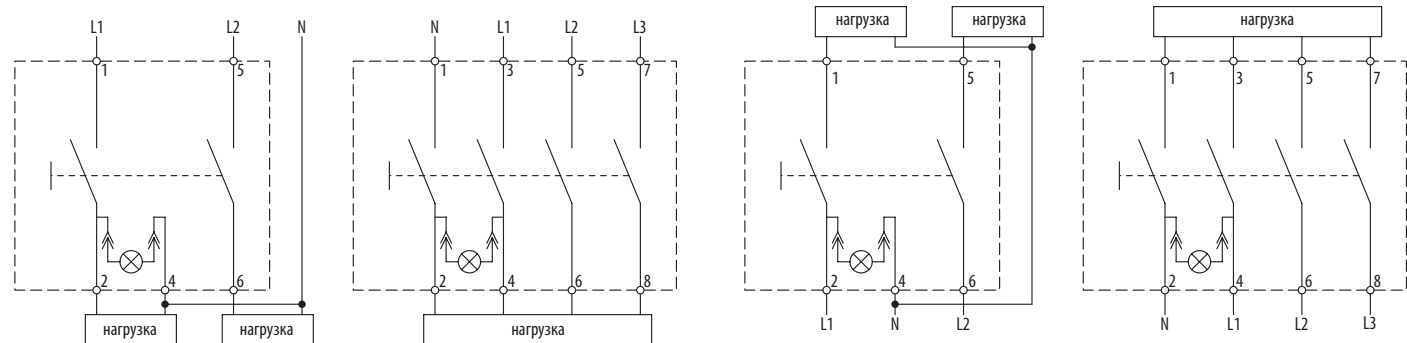 L1 L2 N
1 5
2 4 6
нагрузка нагрузка
N L1 L2 L3
1 3 5 7
2 4 6 8
нагрузка
нагрузка нагрузка
1 5
2 4 6
L1 N L2
нагрузка
1 3 5 7
2 4 6 8
N L1 L2 L3